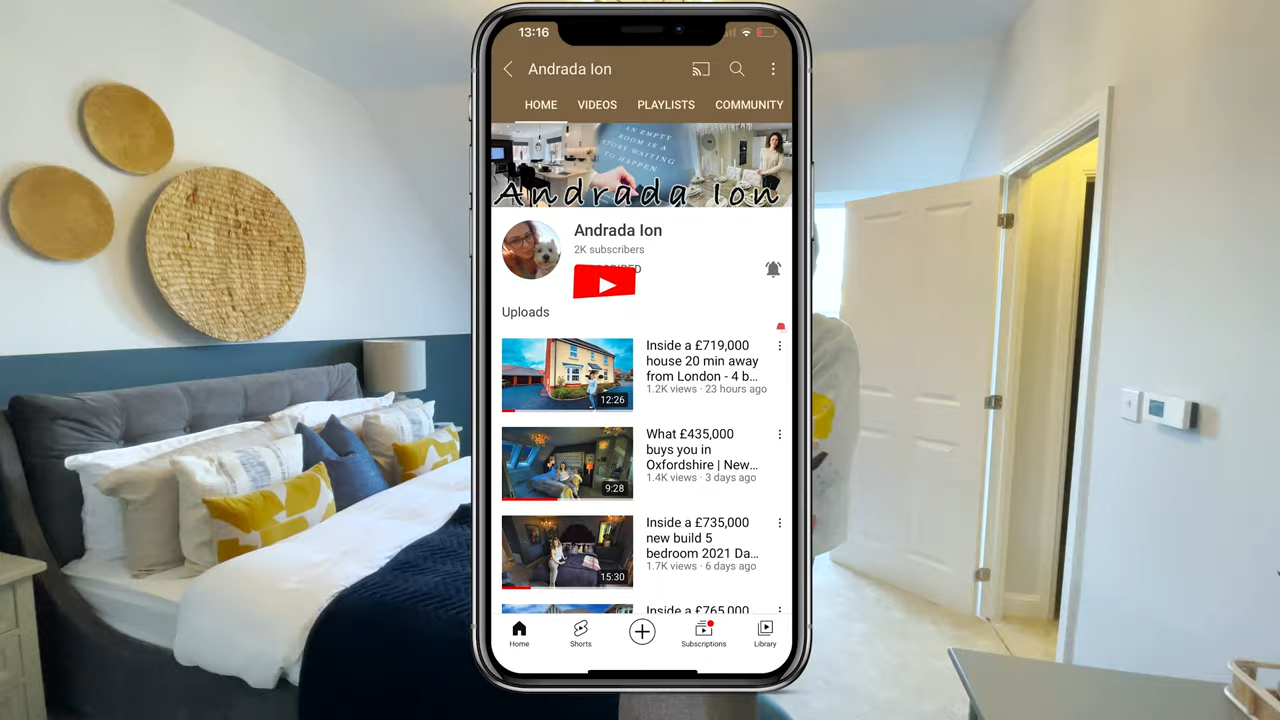 13:16
Andrada Ion
HOME VIDEOS PLAYLISTS COMMUNITY
AN EMPTY
ROOM IS A
STORY WAITING
TO HAPPEN
Andrada Ion
Andrada Ion
2K subscribers
Uploads
Inside a £719,000
house 20 min away
from London - 4 b...
12:26
1.2K views · 23 hours ago
What £435,000
buys you in
Oxfordshire | New...
9:28
1.4K views · 3 days ago
Inside a £735,000
new build 5
bedroom 2021 Da...
15:30
1.7K views · 6 days ago
Inside a £765,000
Home Shorts Subscriptions Library